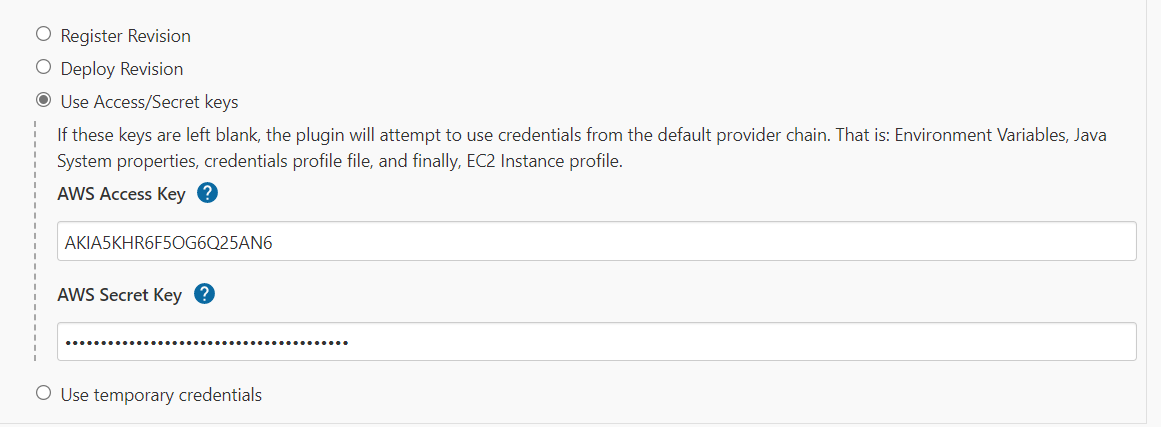 Register Revision
Deploy Revision
Use Access/Secret keys
If these keys are left blank, the plugin will attempt to use credentials from the default provider chain. That is: Environment Variables, Java
System properties, credentials profile file, and finally, EC2 Instance profile.
AWS Access Key ?
AKIA5KHR6F5OG6Q25AN6
AWS Secret Key ?
••••••••••••••••••••••••••••••••••••••••
Use temporary credentials